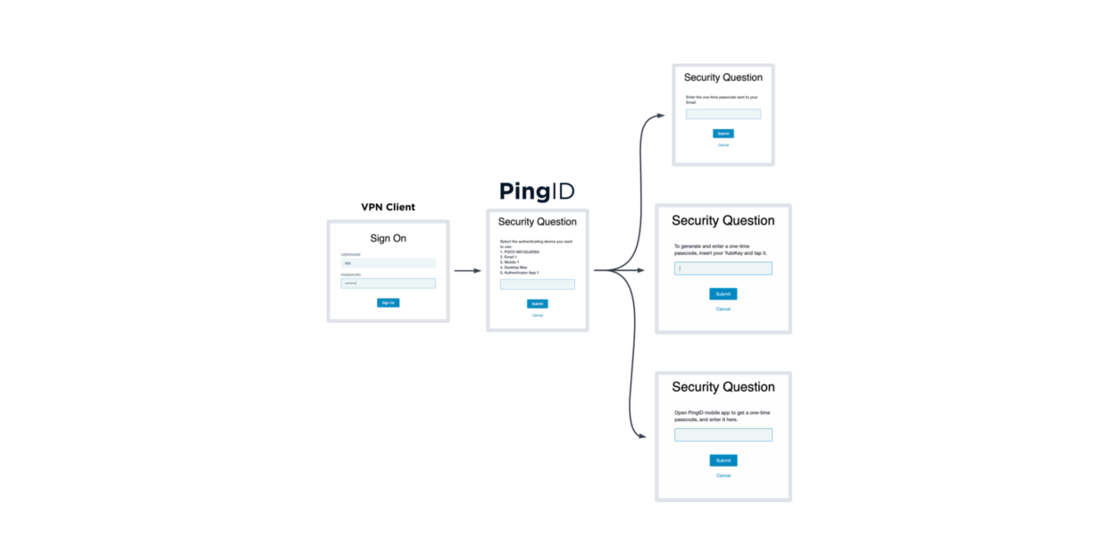 VPN Client
Sign On
USERNAME
test
PASSWORD
Sign On
PingID
Security Question
Select the authenticating device you want
to use:
1. POCO
2. Email 1
3. Mobile 1
4. Desktop Mac
5. Authenticator App 1
Submit
Cancel
Security Question
Enter the one-time passcode sent to your
Email.
Submit
Cancel
Security Question
To generate and enter a one-time
passcode, insert your YubiKey and tap it.
Submit
Cancel
Security Question
Open PingID mobile app to get a one-time
passcode, and enter it here.
Submit
Cancel